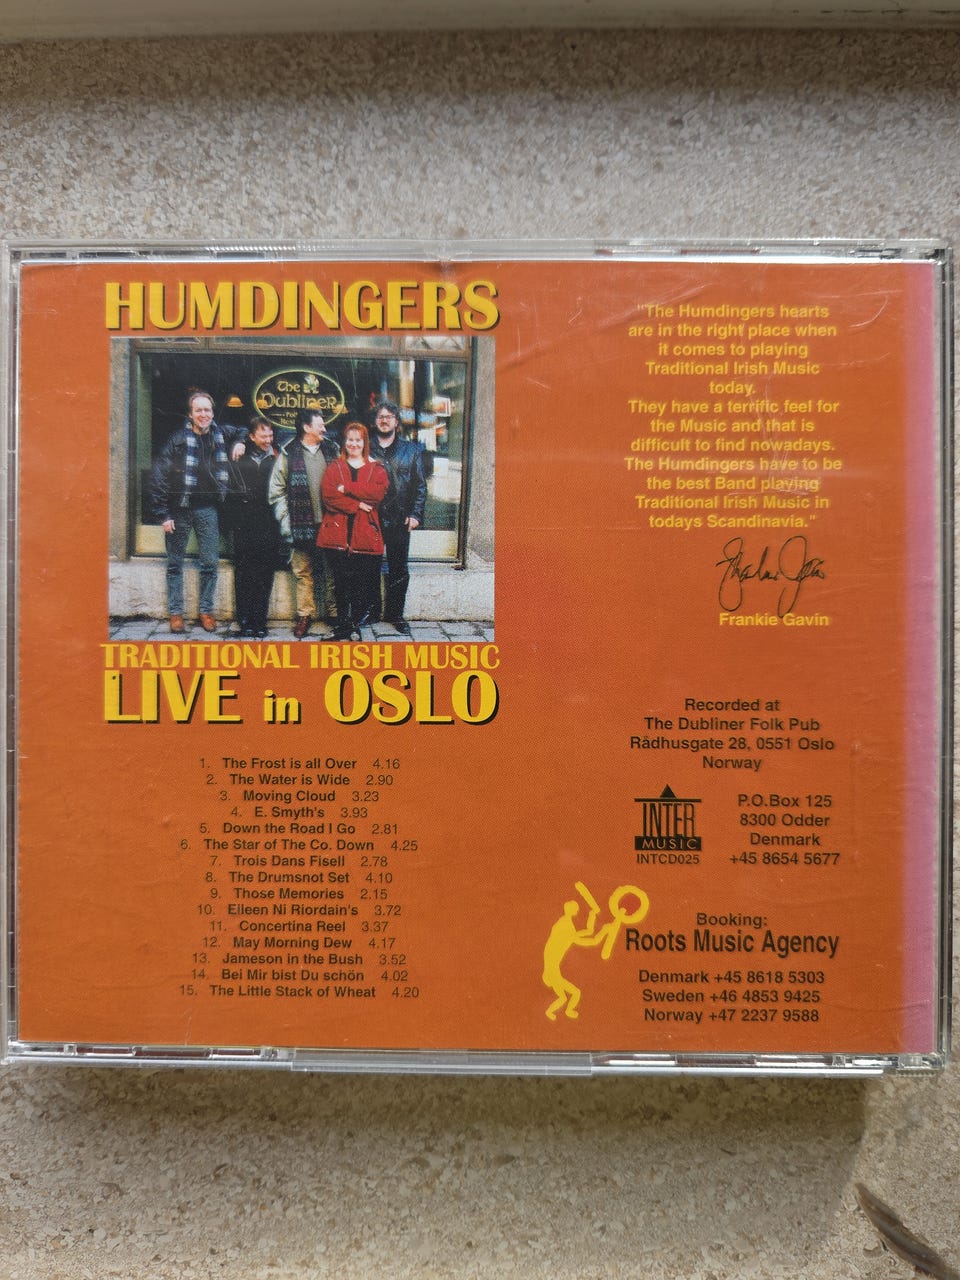 HUMDINGERS
The
Dubliner
TRADITIONAL IRISH MUSIC
LIVE in OSLO
1. The Frost is all Over 4.16
2. The Water is Wide 2.90
3. Moving Cloud 3.23
4. E. Smyth's 3.93
5. Down the Road I Go 2.81
6. The Star of The Co. Down 4.25
7. Trois Dans Fisell 2.78
8. The Drumsnot Set 4.10
9. Those Memories 2.15
10. Eileen Ni Riordain's 3.72
11. Concertina Reel 3.37
12. May Morning Dew 4.17
13. Jameson in the Bush 3.52
14. Bei Mir bist Du schön 4.02
15. The Little Stack of Wheat 4.20
"The Humdingers hearts
are in the right place when
it comes to playing
Traditional Irish Music
today.
They have a terrific feel for
the Music and that is
difficult to find nowadays.
The Humdingers have to be
the best Band playing
Traditional Irish Music in
todays Scandinavia."
Frankie Gavin
Recorded at
The Dubliner Folk Pub
Rådhusgate 28, 0551 Oslo
Norway
INTER
MUSIC
INTCD025
P.O.Box 125
8300 Odder
Denmark
+45 8654 5677
Booking:
Roots Music Agency
Denmark +45 8618 5303
Sweden +46 4853 9425
Norway +47 2237 9588